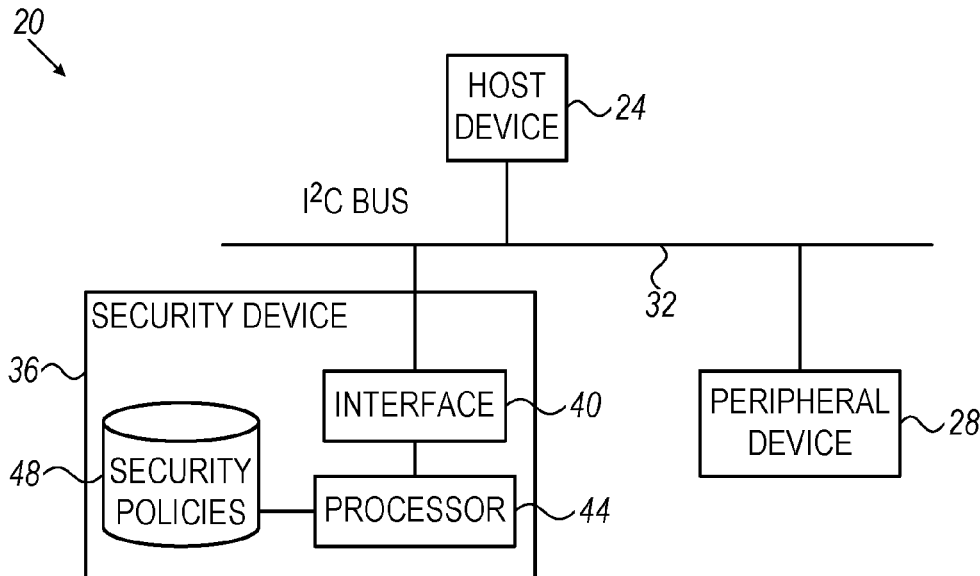 20
HOST
DEVICE
24
I²C BUS
32
SECURITY DEVICE
36
INTERFACE
40
PERIPHERAL
DEVICE
28
48
SECURITY
POLICIES
PROCESSOR
44